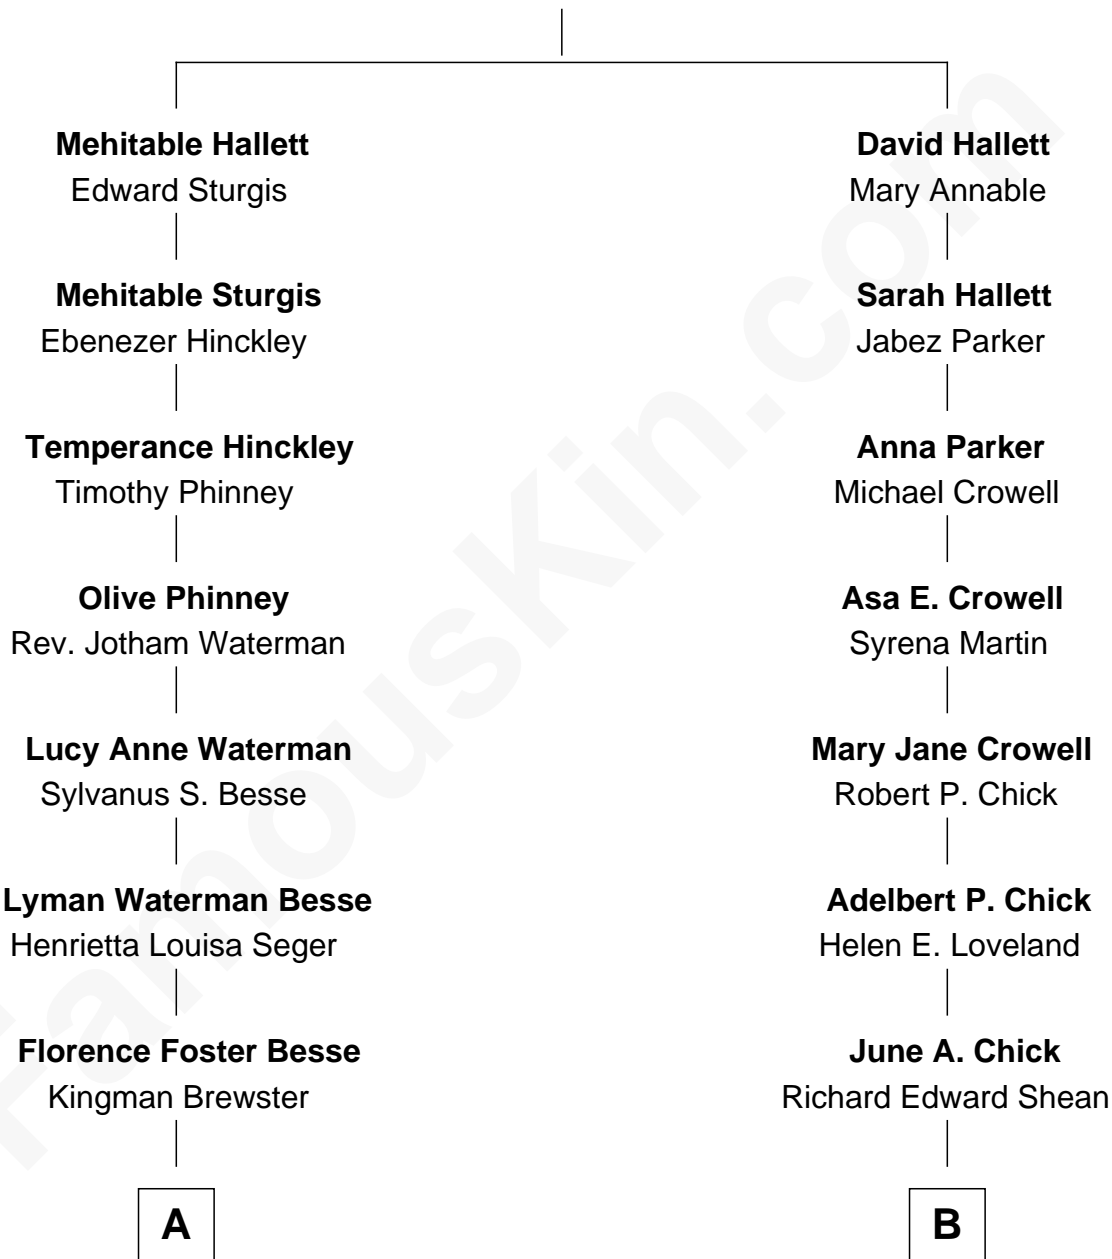 Mehitable Hallett
Edward Sturgis
David Hallett
Mary Annable
Mehitable Sturgis
Ebenezer Hinckley
Sarah Hallett
Jabez Parker
Temperance Hinckley
Timothy Phinney
Anna Parker
Michael Crowell
Olive Phinney
Rev. Jotham Waterman
Asa E. Crowell
Syrena Martin
Lucy Anne Waterman
Sylvanus S. Besse
Mary Jane Crowell
Robert P. Chick
Lyman Waterman Besse
Henrietta Louisa Seger
Adelbert P. Chick
Helen E. Loveland
Florence Foster Besse
Kingman Brewster
June A. Chick
Richard Edward Shean
A
B
FamousKin.com